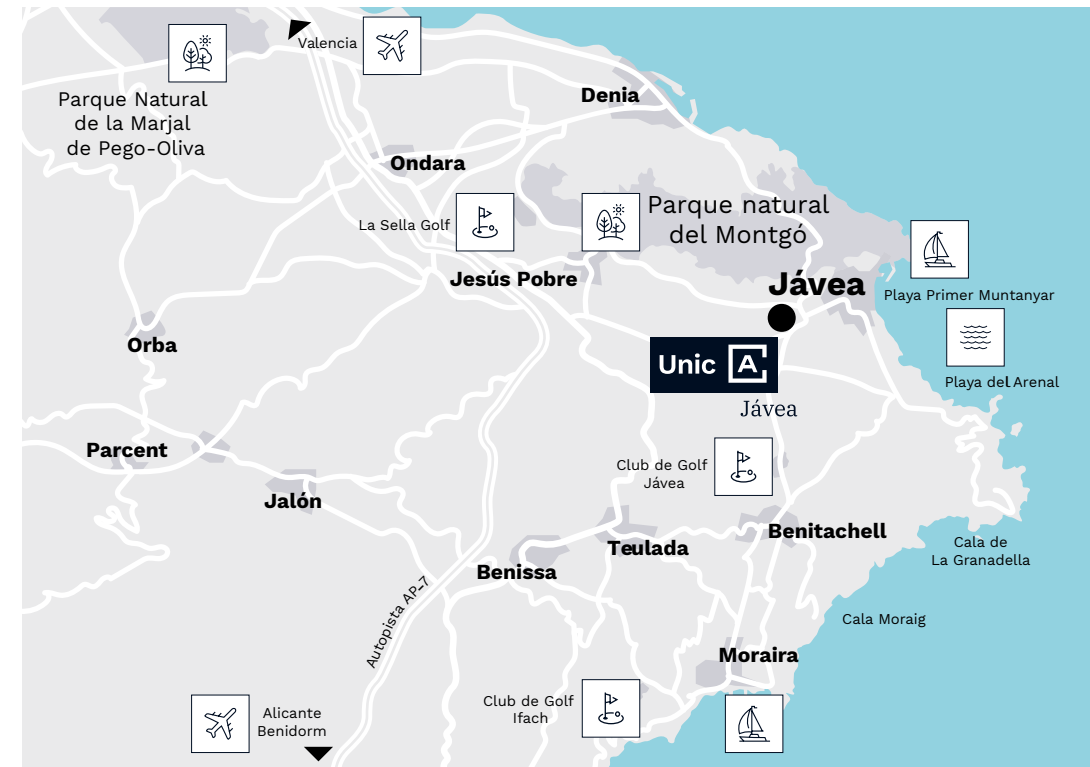 Valencia
Parque Natural
de la Marjal
de Pego-Oliva
Denia
Ondara
La Sella Golf
Parque natural
del Montgó
Jesús Pobre
Jávea
Playa Primer Muntanyar
Orba
Unic A
Playa del Arenal
Jávea
Parcent
Club de Golf
Jávea
Jalón
Benitachell
Teulada
Cala de
La Granadella
Benissa
Autopista AP-7
Cala Moraig
Moraira
Club de Golf
Ifach
Alicante
Benidorm